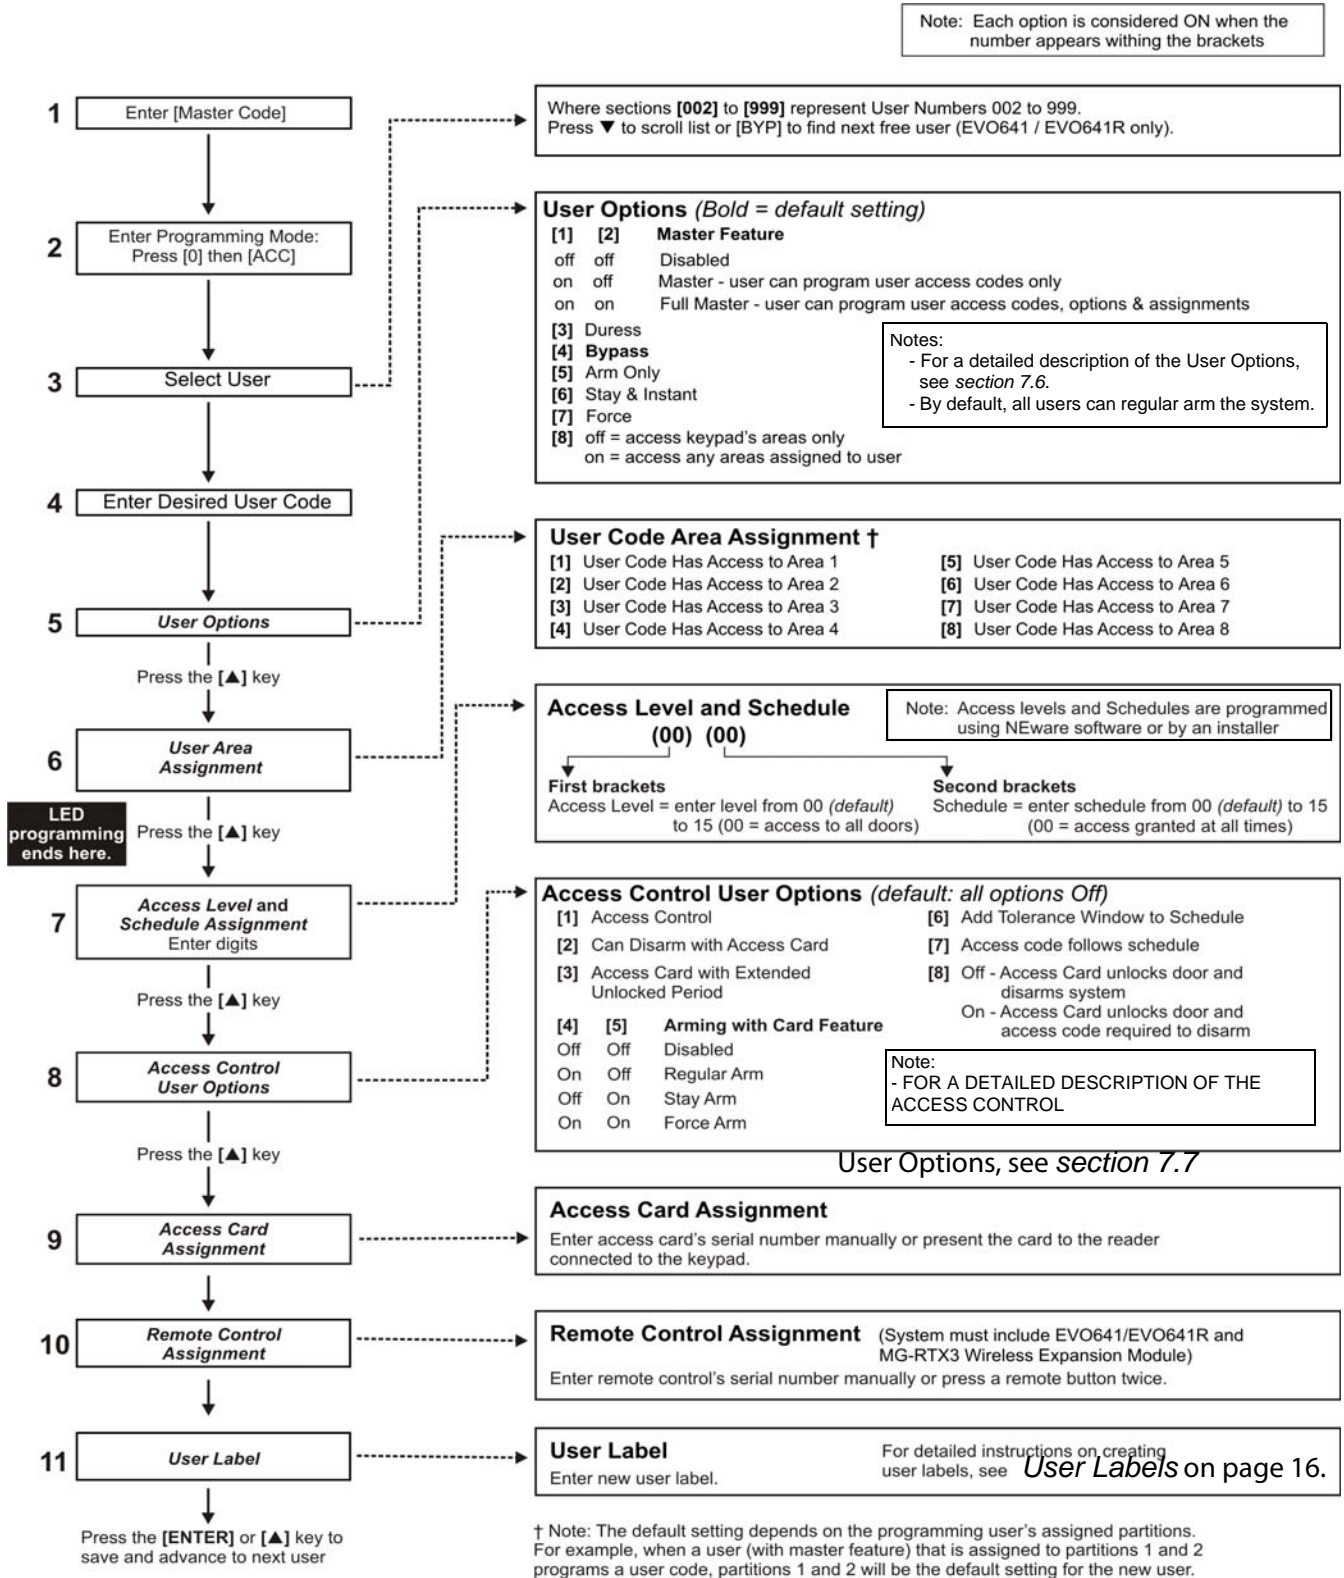 Note: Each option is considered ON when the
number appears withing the brackets
1
Enter [Master Code]
Where sections [002] to [999] represent User Numbers 002 to 999.
Press ▼ to scroll list or [BYP] to find next free user (EVO641 / EVO641R only).
2
Enter Programming Mode:
Press [0] then [ACC]
User Options (Bold = default setting)
[1] [2] Master Feature
off off Disabled
on off Master - user can program user access codes only
on on Full Master - user can program user access codes, options & assignments
[3] Duress
[4] Bypass
[5] Arm Only
[6] Stay & Instant
[7] Force
[8] off = access keypad's areas only
on = access any areas assigned to user
Notes:
- For a detailed description of the User Options,
see section 7.6.
- By default, all users can regular arm the system.
3
Select User
4
Enter Desired User Code
User Code Area Assignment †
[1] User Code Has Access to Area 1
[2] User Code Has Access to Area 2
[3] User Code Has Access to Area 3
[4] User Code Has Access to Area 4
[5] User Code Has Access to Area 5
[6] User Code Has Access to Area 6
[7] User Code Has Access to Area 7
[8] User Code Has Access to Area 8
5
User Options
Press the [▲] key
Access Level and Schedule
(00) (00)
Note: Access levels and Schedules are programmed
using NEware software or by an installer
First brackets
Access Level = enter level from 00 (default)
to 15 (00 = access to all doors)
Second brackets
Schedule = enter schedule from 00 (default) to 15
(00 = access granted at all times)
6
User Area
Assignment
LED
programming
ends here.
Press the [▲] key
7
Access Level and
Schedule Assignment
Enter digits
Access Control User Options (default: all options Off)
[1] Access Control
[2] Can Disarm with Access Card
[3] Access Card with Extended
Unlocked Period
[4] [5] Arming with Card Feature
Off Off Disabled
On Off Regular Arm
Off On Stay Arm
On On Force Arm
[6] Add Tolerance Window to Schedule
[7] Access code follows schedule
[8] Off - Access Card unlocks door and
disarms system
On - Access Card unlocks door and
access code required to disarm
Note:
- FOR A DETAILED DESCRIPTION OF THE
ACCESS CONTROL
User Options, see section 7.7
Press the [▲] key
8
Access Control
User Options
Press the [▲] key
9
Access Card
Assignment
Access Card Assignment
Enter access card's serial number manually or present the card to the reader
connected to the keypad.
10
Remote Control
Assignment
Remote Control Assignment (System must include EVO641/EVO641R and
MG-RTX3 Wireless Expansion Module)
Enter remote control's serial number manually or press a remote button twice.
11
User Label
User Label
Enter new user label.
For detailed instructions on creating
user labels, see User Labels on page 16.
Press the [ENTER] or [▲] key to
save and advance to next user
† Note: The default setting depends on the programming user's assigned partitions.
For example, when a user (with master feature) that is assigned to partitions 1 and 2
programs a user code, partitions 1 and 2 will be the default setting for the new user.